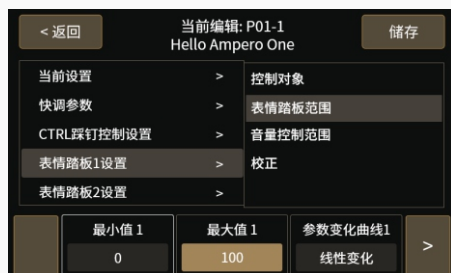 < 返回
当前编辑: P01-1
Hello Ampero One
储存
当前设置 >
快调参数 >
CTRL踩钉控制设置 >
表情踏板1设置 >
表情踏板2设置 >
控制对象
表情踏板范围
音量控制范围
校正
最小值 1
0
最大值 1
100
参数变化曲线1
线性变化
>